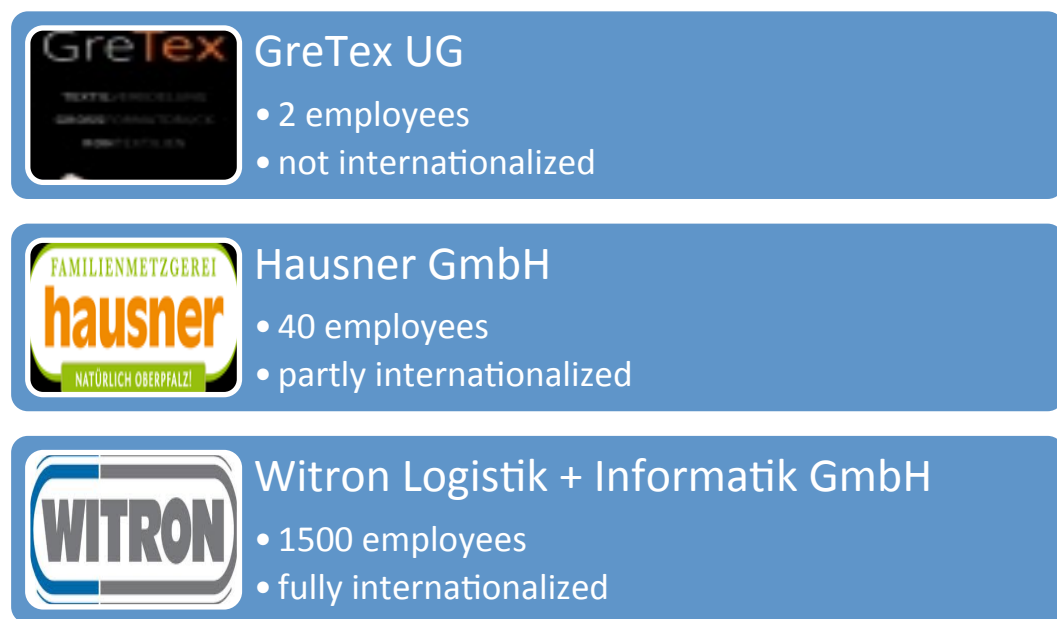 GreTex
GreTex UG
• 2 employees
• not internationalized
FAMILIENMETZGEREI
hausner
NATÜRLICH OBERPFALZ!
Hausner GmbH
• 40 employees
• partly internationalized
WITRON
Witron Logistik + Informatik GmbH
• 1500 employees
• fully internationalized